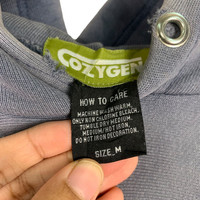 COZYGEN
HOW TO CARE
MACHINE WASH WARM,
ONLY NON CHLORINE BLEACH,
TUMBLE DRY MEDIUM,
MEDIUM/HOT IRON,
DO NOT IRON DECORATION.
SIZE. M